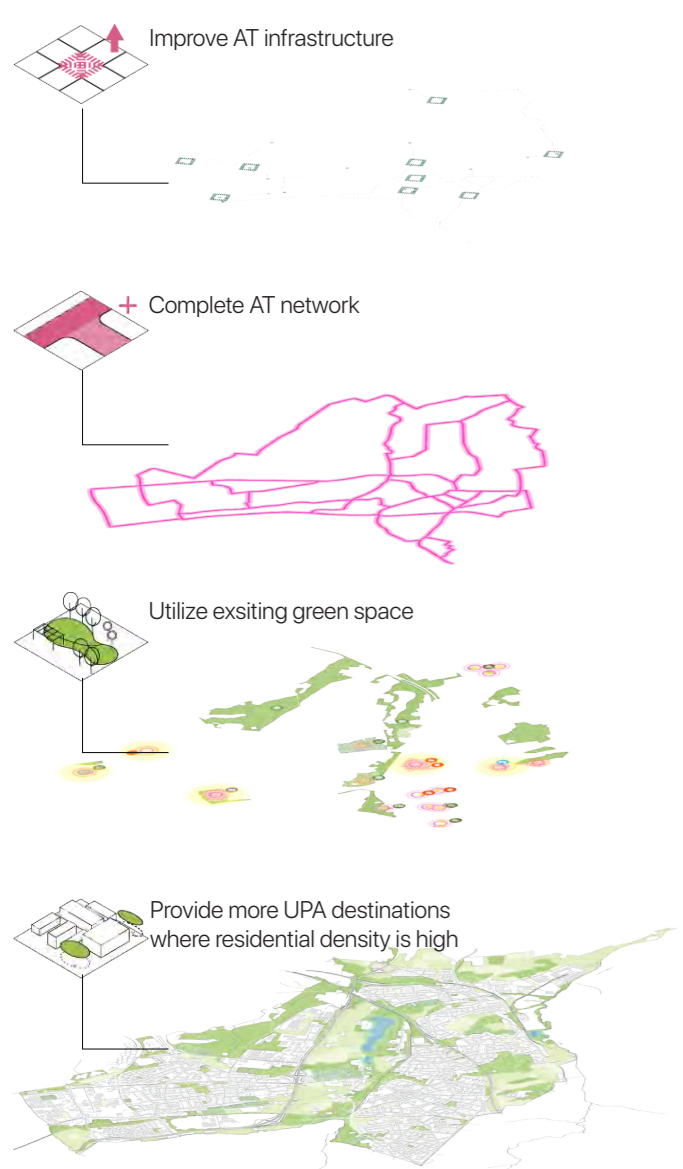 Improve AT infrastructure
Complete AT network
Utilize exsiting green space
Provide more UPA destinations
where residential density is high